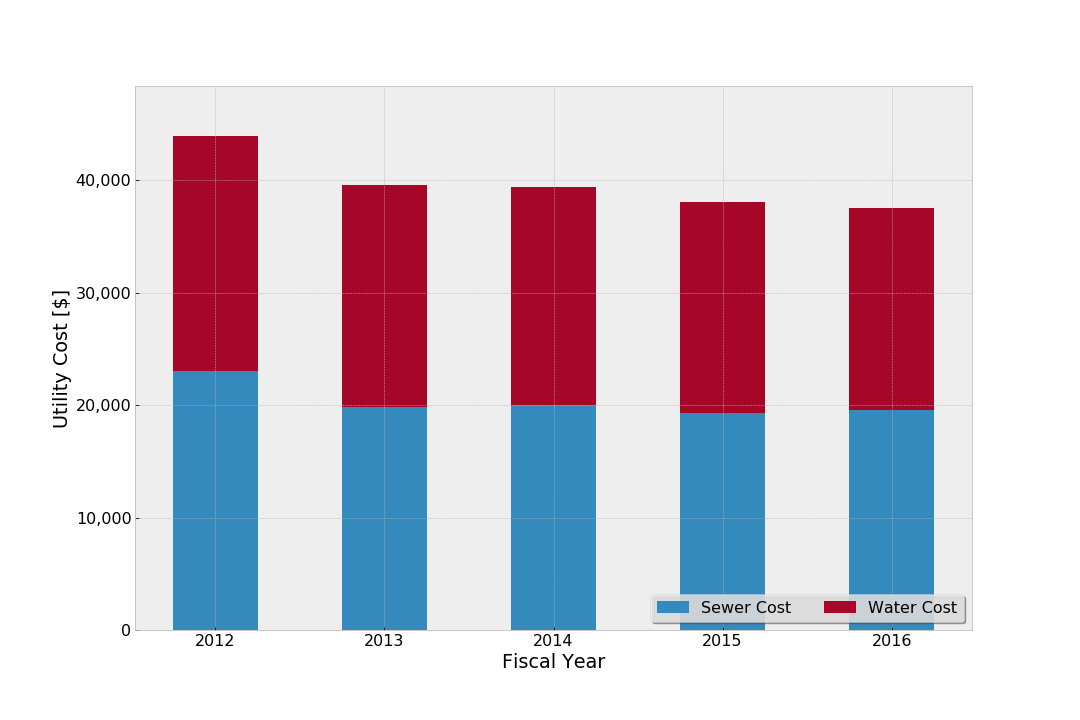 Utility Cost [$]
40,000
30,000
20,000
10,000
0
Sewer Cost Water Cost
2012 2013 2014 2015 2016
Fiscal Year